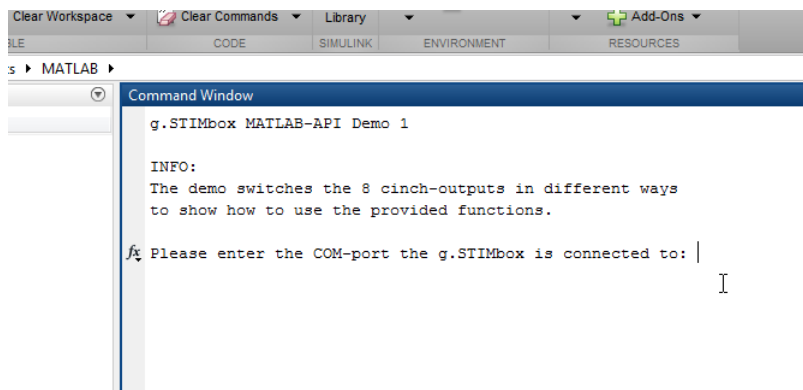 Clear Workspace
Clear Commands
Library
Add-Ons
CODE
SIMULINK
ENVIRONMENT
RESOURCES
MATLAB
Command Window
g.STIMbox MATLAB-API Demo 1
INFO:
The demo switches the 8 cinch-outputs in different ways
to show how to use the provided functions.
fx Please enter the COM-port the g.STIMbox is connected to: